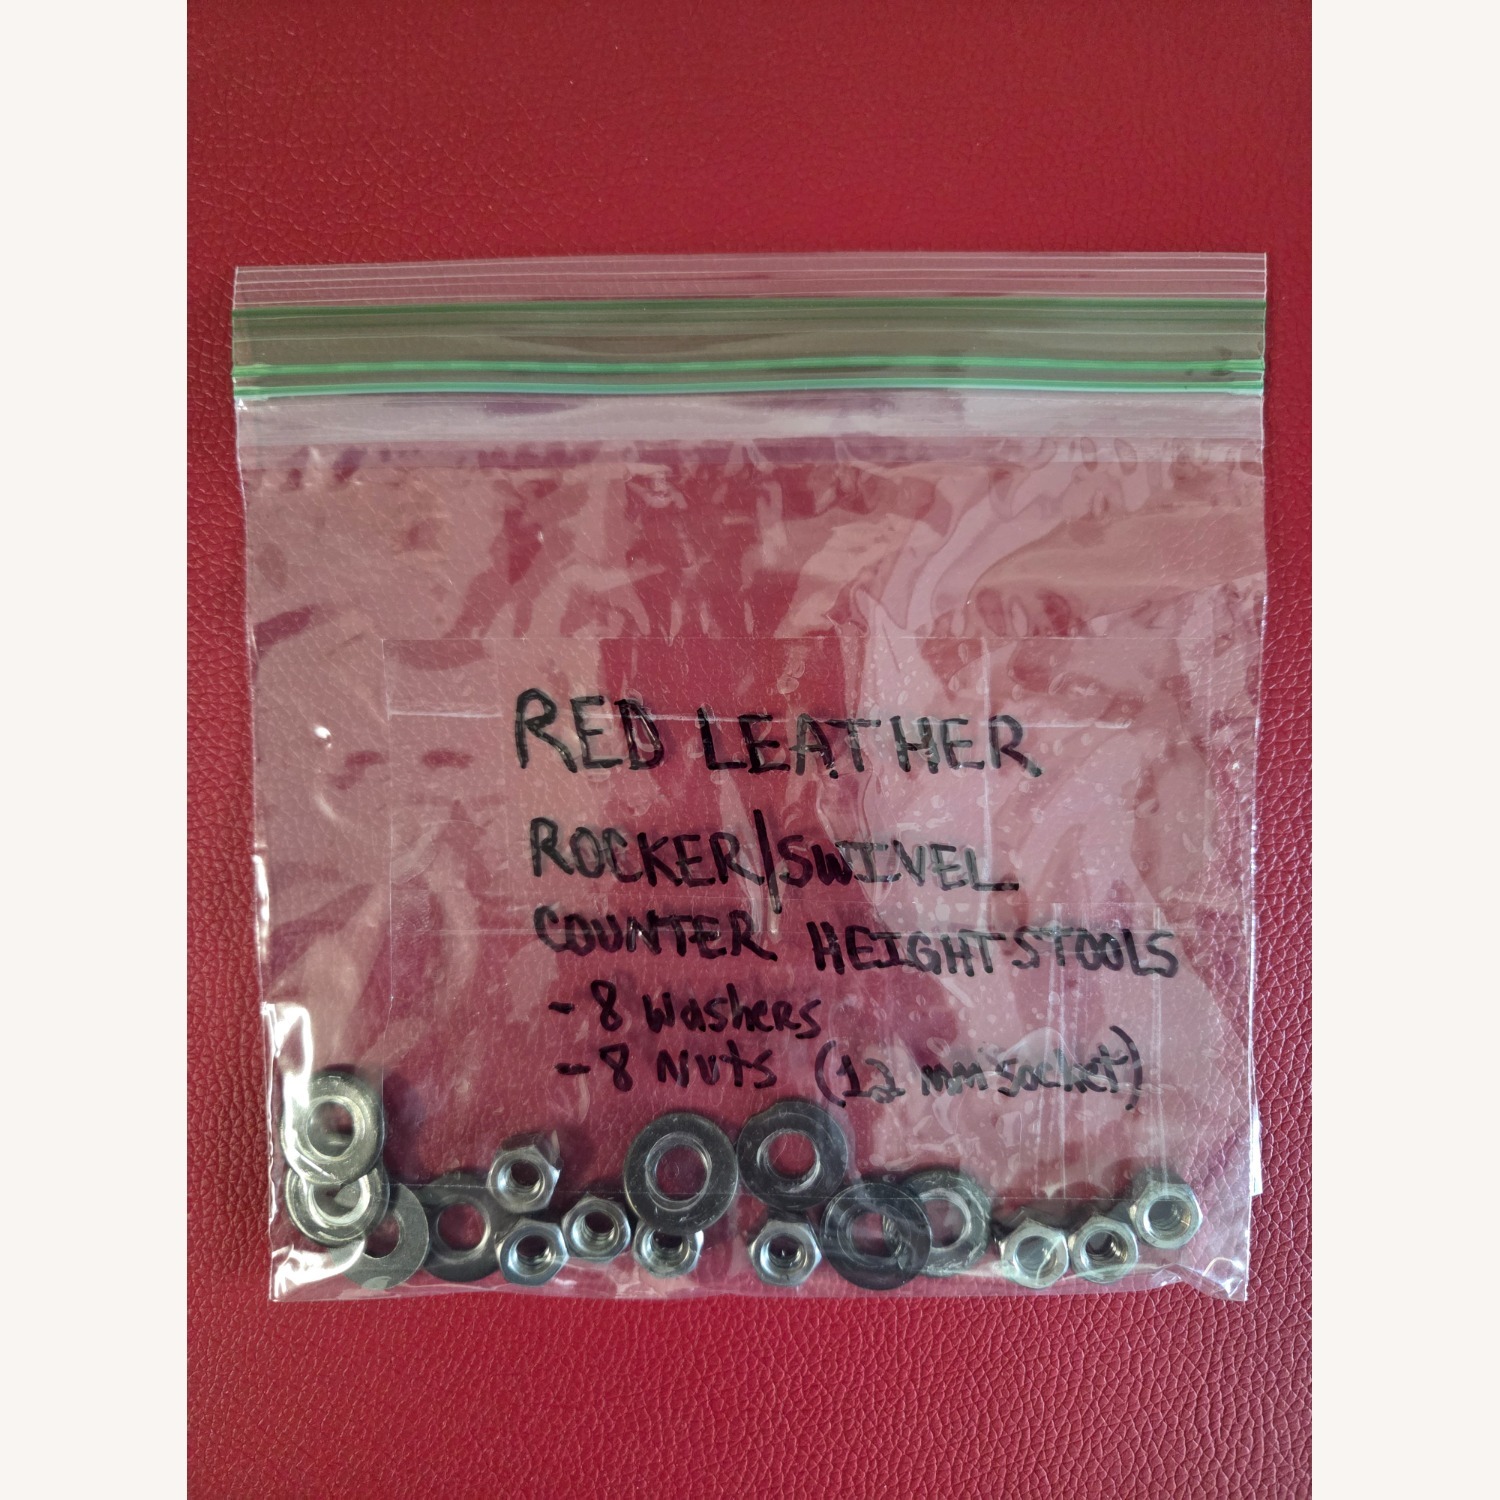 RED LEATHER
ROCKER/SWIVEL
COUNTER HEIGHT STOOLS
- 8 Washers
- 8 Nuts (12 mm socket)